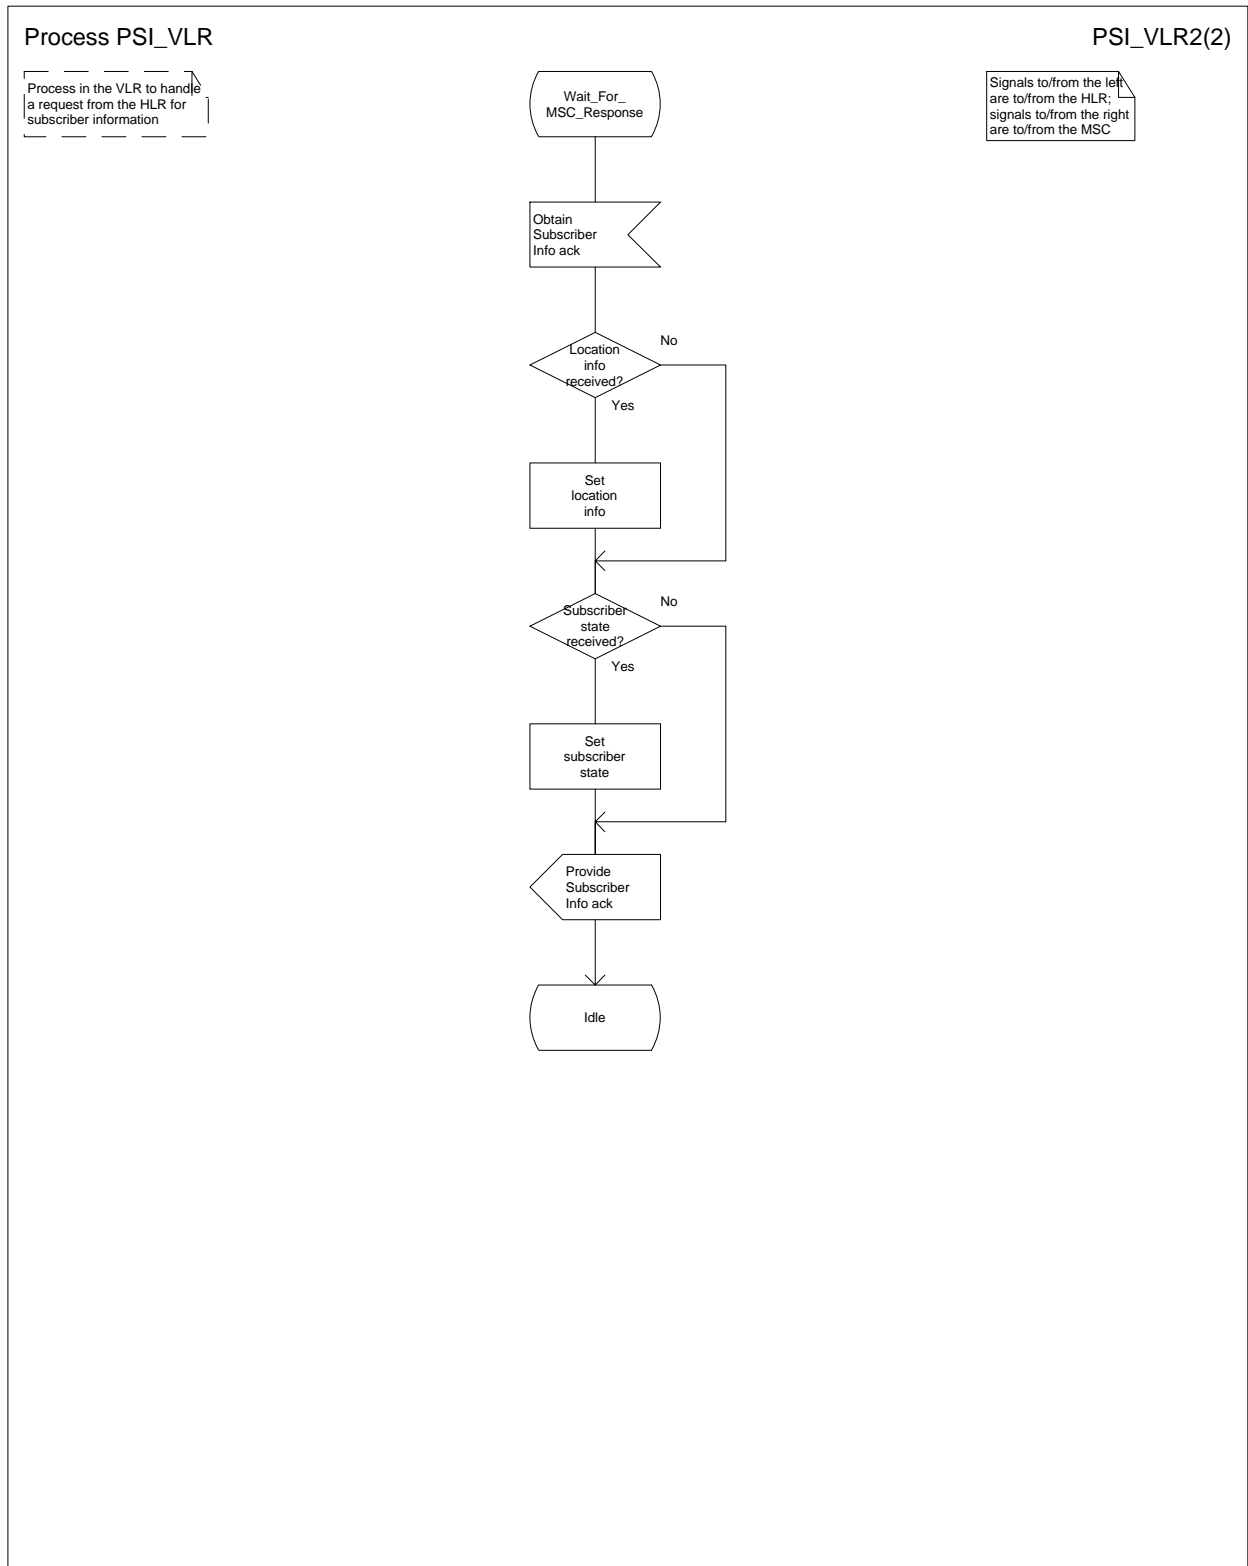 Process PSI_VLR
PSI_VLR2(2)
Process in the VLR to handle
a request from the HLR for
subscriber information
Signals to/from the left
are to/from the HLR;
signals to/from the right
are to/from the MSC
Wait_For_
MSC_Response
Obtain
Subscriber
Info ack
Location
info
received?
No
Yes
Set
location
info
Subscriber
state
received?
No
Yes
Set
subscriber
state
Provide
Subscriber
Info ack
Idle